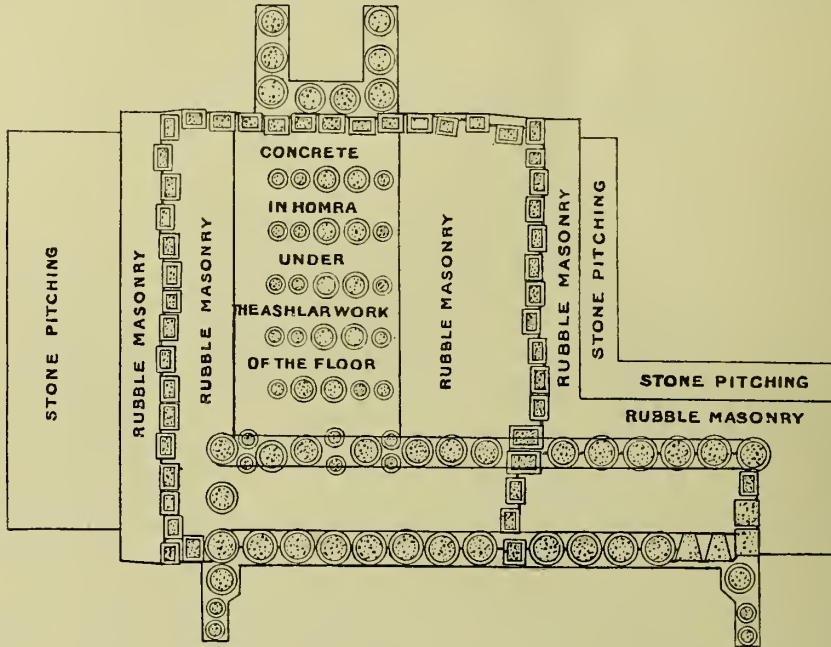 STONE PITCHING
RUBBLE MASONRY
RUBBLE MASONRY
CONCRETE
IN HOMRA
UNDER
THE ASHLAR WORK
OF THE FLOOR
RUBBLE MASONRY
RUBBLE MASONRY
STONE PITCHING
STONE PITCHING
RUBBLE MASONRY